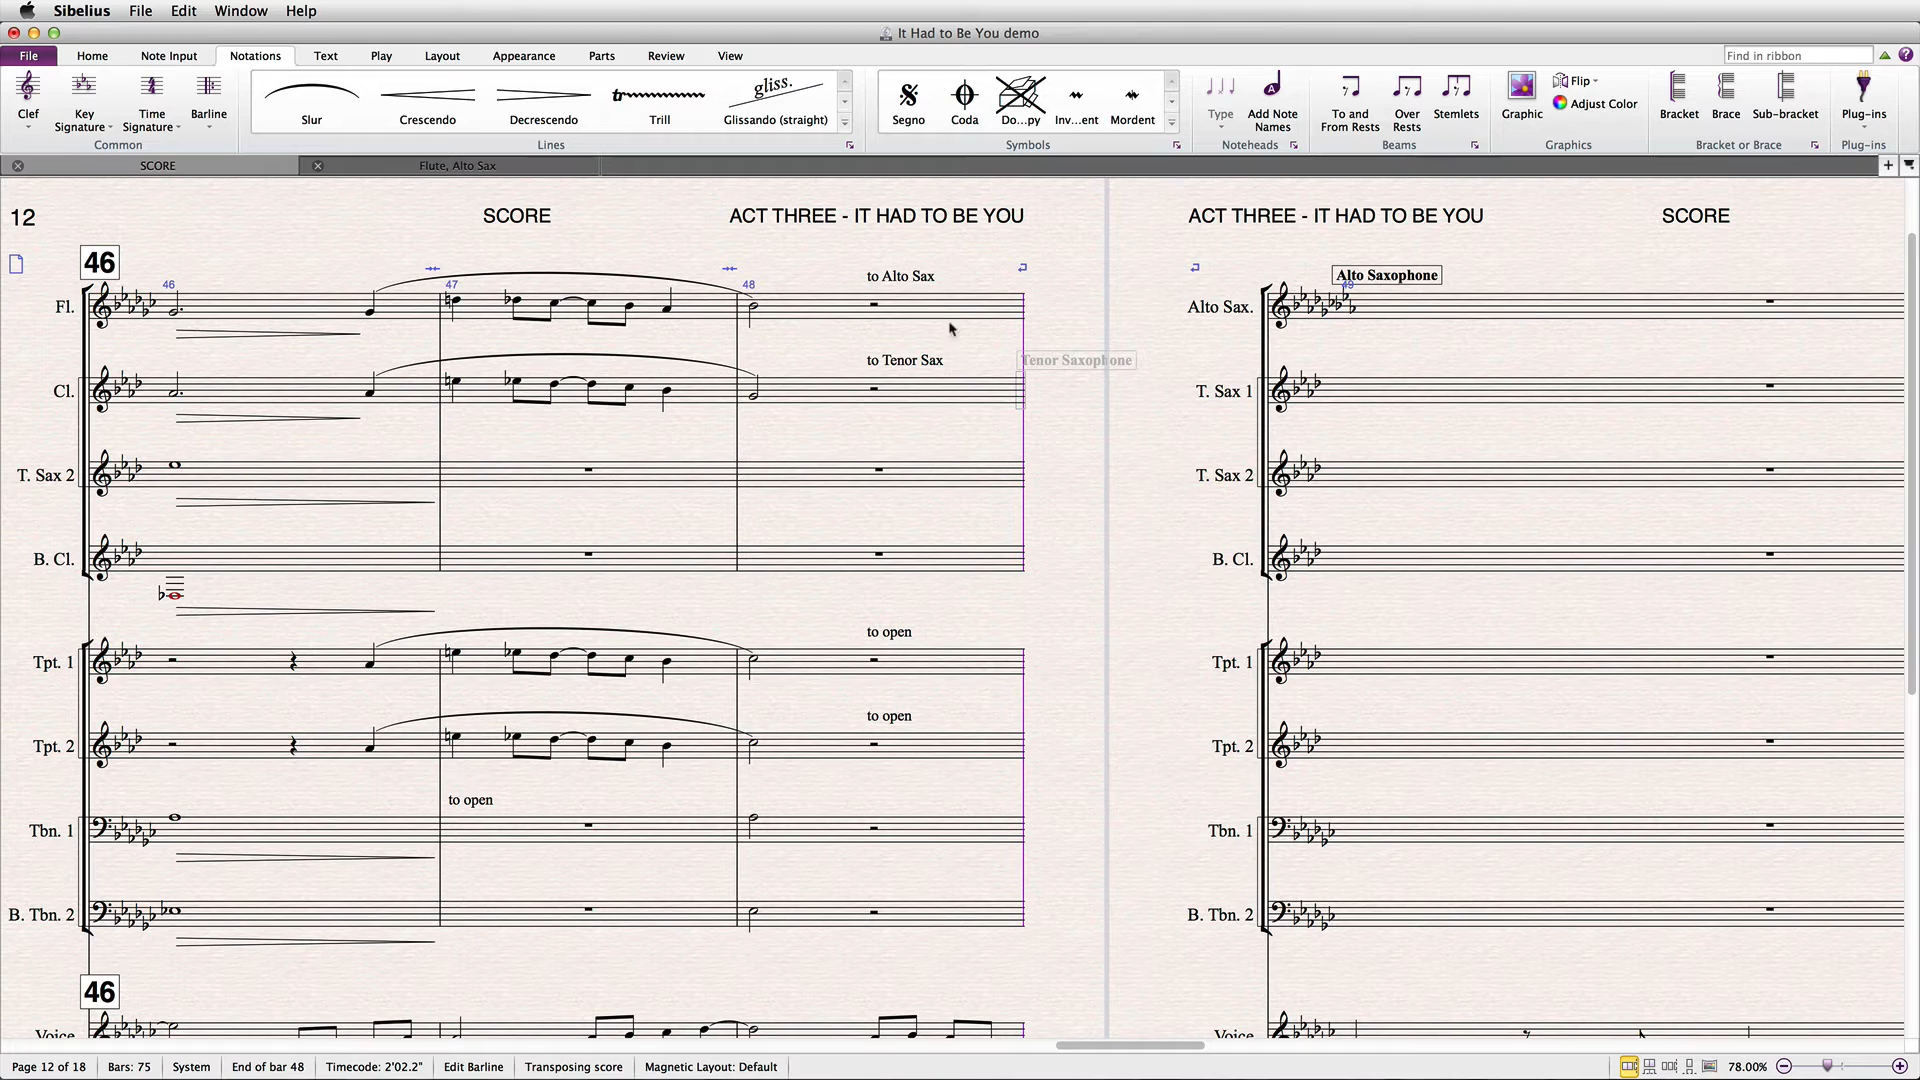 Sibelius File Edit Window Help
It Had to Be You demo
File Home Note Input Notations Text Play Layout Appearance Parts Review View Find in ribbon
gliss.
tr
Clef Key Signature Time Signature Barline Slur Crescendo Decrescendo Trill Glissando (straight) Segno Coda Do...py Inv...ent Mordent Type Add Note Names To and From Rests Over Rests Stemlets Graphic Flip Adjust Color Bracket Brace Sub-bracket Plug-ins
Common Lines Symbols Noteheads Beams Graphics Bracket or Brace Plug-ins
SCORE Flute, Alto Sax
12 SCORE ACT THREE - IT HAD TO BE YOU ACT THREE - IT HAD TO BE YOU SCORE
46 to Alto Sax Alto Saxophone
46 47 48 49
Fl. Alto Sax.
to Tenor Sax Tenor Saxophone
Cl. T. Sax 1
T. Sax 2 T. Sax 2
B. Cl. B. Cl.
to open
Tpt. 1 Tpt. 1
to open
Tpt. 2 Tpt. 2
to open
Tbn. 1 Tbn. 1
B. Tbn. 2 B. Tbn. 2
46
Voice Voice
Page 12 of 18 Bars: 75 System End of bar 48 Timecode: 2'02.2" Edit Barline Transposing score Magnetic Layout: Default 78.00%